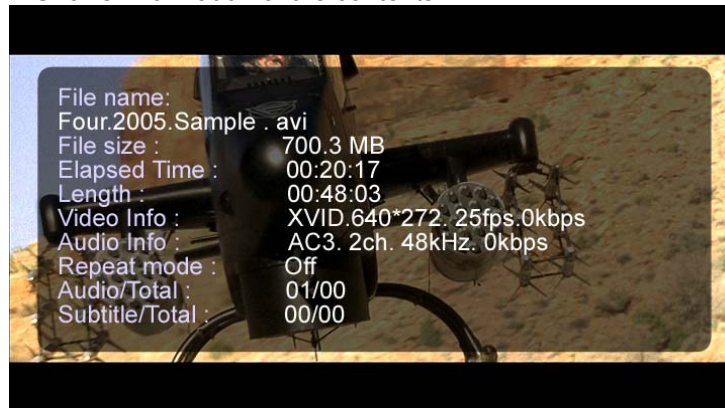 File name:
Four.2005.Sample . avi
File size : 700.3 MB
Elapsed Time : 00:20:17
Length : 00:48:03
Video Info : XVID.640*272. 25fps.0kbps
Audio Info : AC3. 2ch. 48kHz. 0kbps
Repeat mode : Off
Audio/Total : 01/00
Subtitle/Total : 00/00